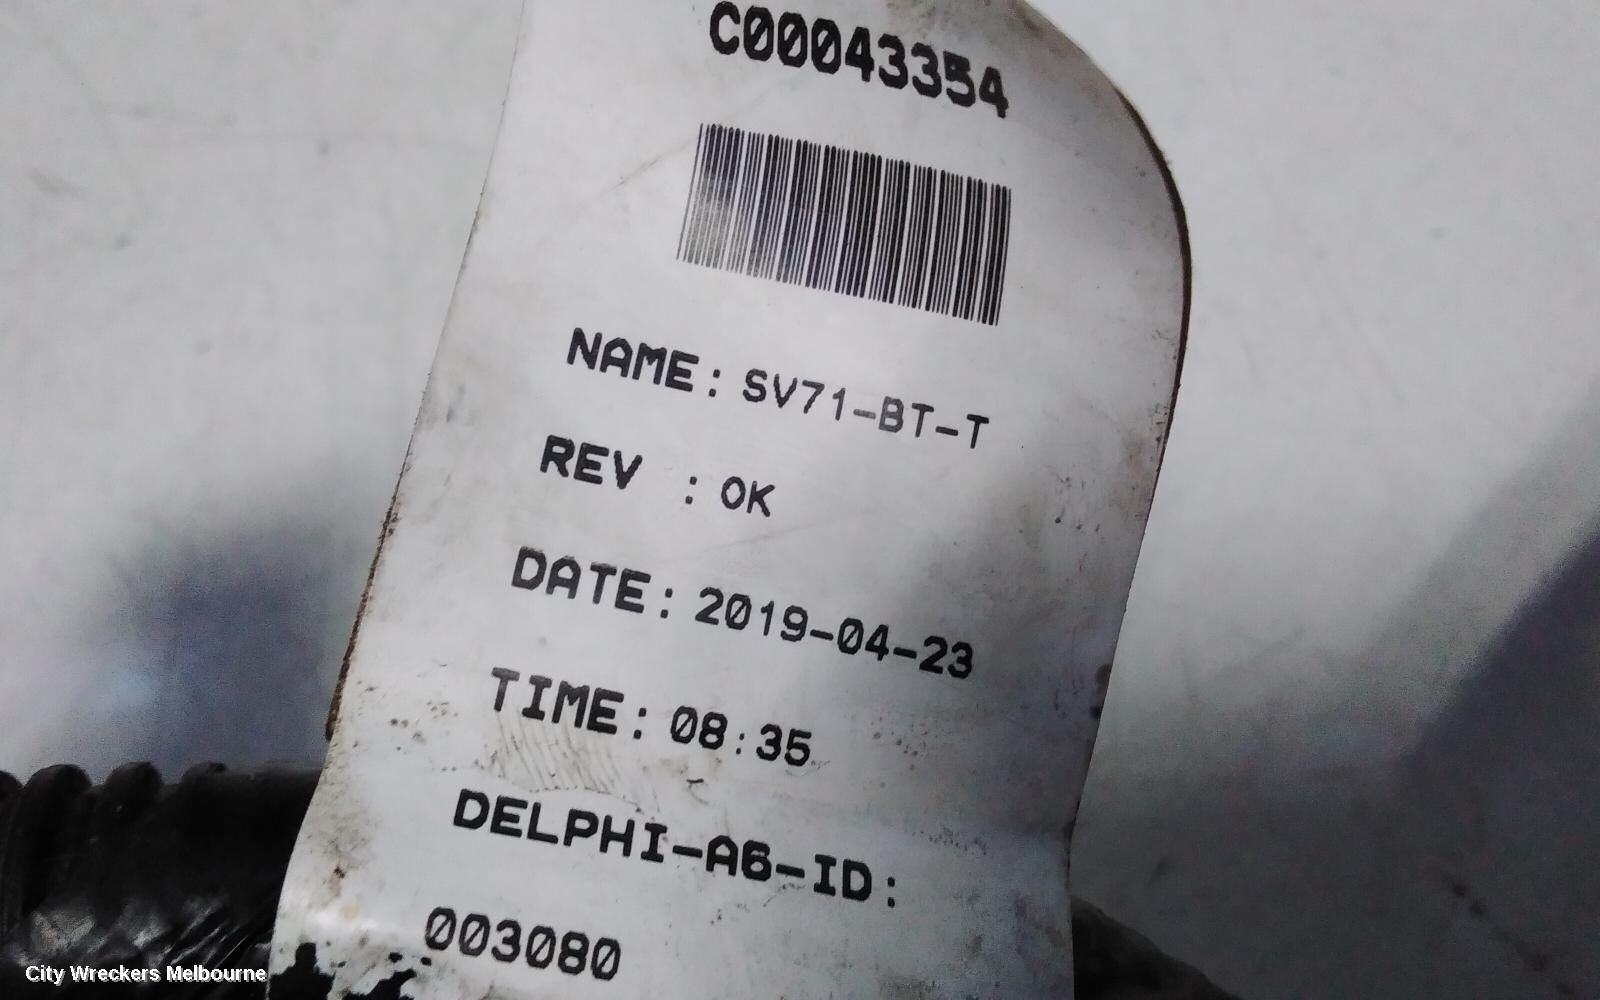 C00043354
NAME: SV71-BT-T
REV : OK
DATE: 2019-04-23
TIME: 08:35
DELPHI-A6-ID:
003080
City Wreckers Melbourne